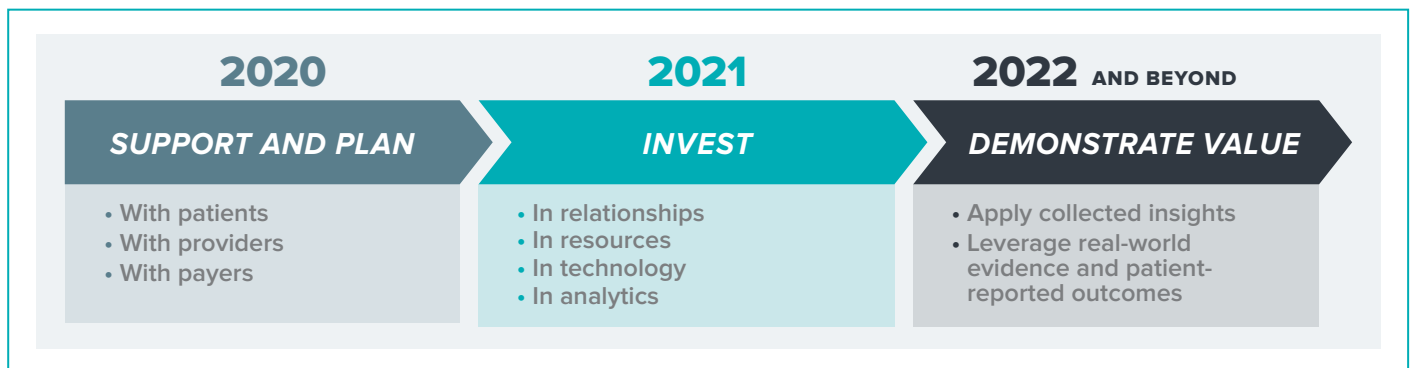 2020
SUPPORT AND PLAN
• With patients
• With providers
• With payers
2021
INVEST
• In relationships
• In resources
• In technology
• In analytics
2022 AND BEYOND
DEMONSTRATE VALUE
• Apply collected insights
• Leverage real-world
evidence and patient-
reported outcomes